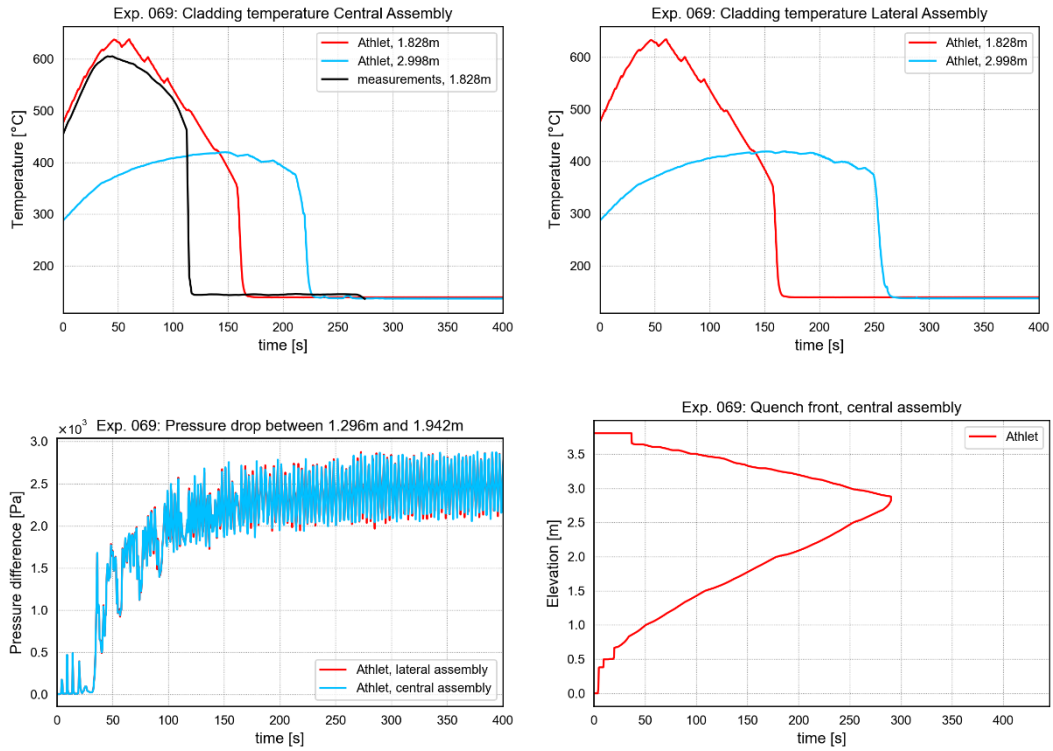 Exp. 069: Cladding temperature Central Assembly
Temperature [°C]
600
500
400
300
200
Athlet, 1.828m
Athlet, 2.998m
measurements, 1.828m
0 50 100 150 200 250 300 350 400
time [s]
Exp. 069: Cladding temperature Lateral Assembly
Temperature [°C]
600
500
400
300
200
Athlet, 1.828m
Athlet, 2.998m
0 50 100 150 200 250 300 350 400
time [s]
×10³
Exp. 069: Pressure drop between 1.296m and 1.942m
Pressure difference [Pa]
3.0
2.5
2.0
1.5
1.0
0.5
0.0
Athlet, lateral assembly
Athlet, central assembly
0 50 100 150 200 250 300 350 400
time [s]
Exp. 069: Quench front, central assembly
Elevation [m]
3.5
3.0
2.5
2.0
1.5
1.0
0.5
0.0
Athlet
0 50 100 150 200 250 300 350 400
time [s]